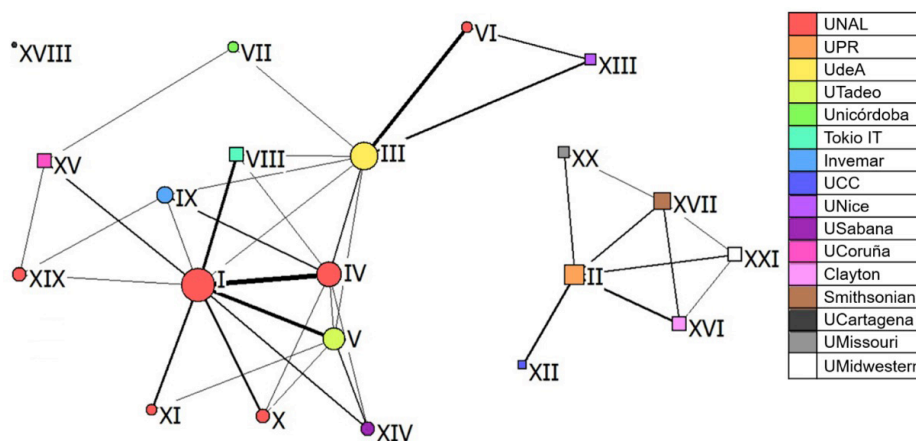 XVIII
VII
VI
XIII
XV
VIII
III
IX
XIX
I
IV
V
XI
X
XIV
XX
XVII
XXI
II
XVI
XII
UNAL
UPR
UdeA
UTadeo
Unicórdoba
Tokio IT
Invemar
UCC
UNice
USabana
UCoruña
Clayton
Smithsonian
UCartagena
UMissouri
UMidwestern